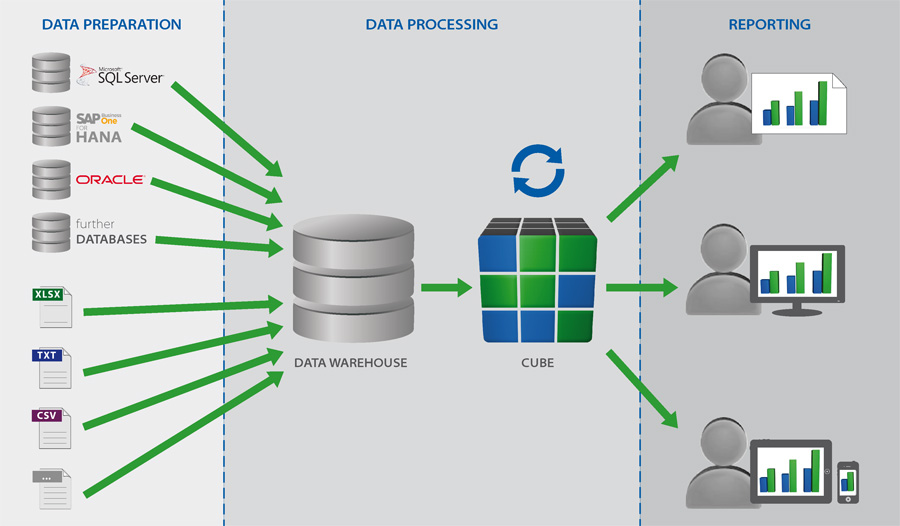 DATA PREPARATION
DATA PROCESSING
REPORTING
Microsoft®
SQL Server®
SAP Business
One
FOR
HANA
ORACLE®
further
DATABASES
XLSX
TXT
CSV
...
DATA WAREHOUSE
CUBE